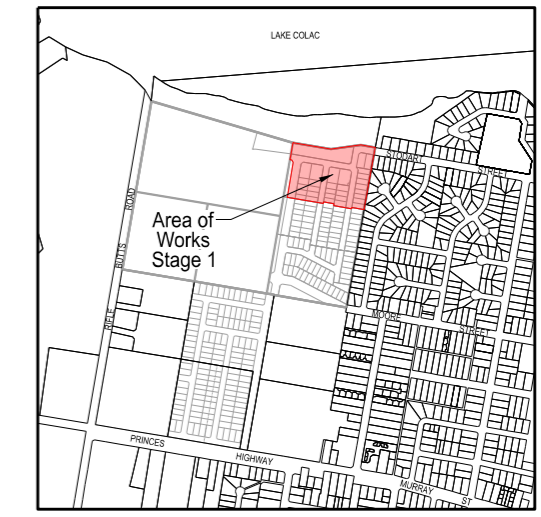 LAKE COLAC
STODART
STREET
ROAD
BUTTS
RIFLE
Area of
Works
Stage 1
MOORE
STREET
PRINCES
HIGHWAY
MURRAY
ST